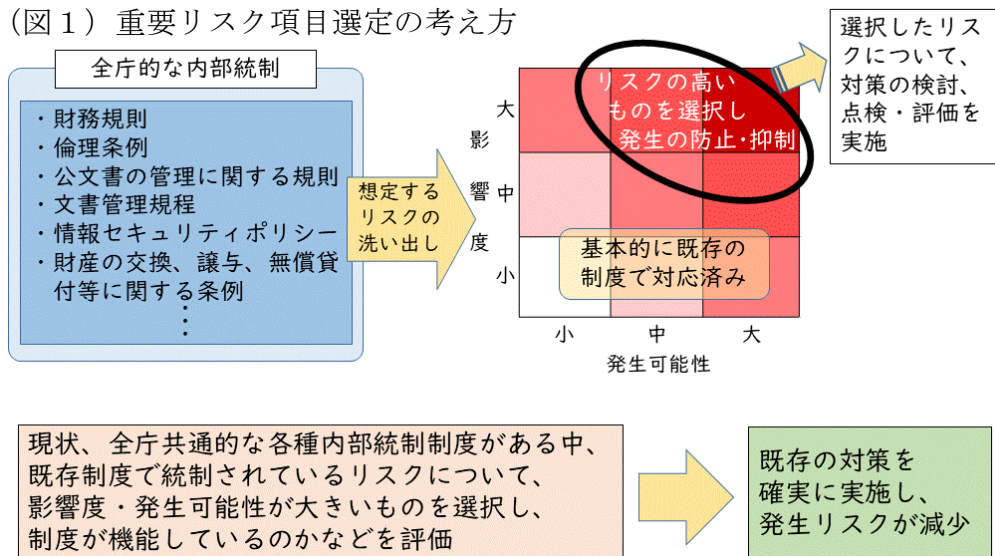 （図１）重要リスク項目選定の考え方
全庁的な内部統制
・財務規則
・倫理条例
・公文書の管理に関する規則
・文書管理規程
・情報セキュリティポリシー
・財産の交換、譲与、無償貸
付等に関する条例
⋮
想定する
リスクの
洗い出し
影響度
大
中
小
リスクの高い
ものを選択し
発生の防止・抑制
基本的に既存の
制度で対応済み
小 中 大
発生可能性
選択したリス
クについて、
対策の検討、
点検・評価を
実施
現状、全庁共通的な各種内部統制制度がある中、
既存制度で統制されているリスクについて、
影響度・発生可能性が大きいものを選択し、
制度が機能しているのかなどを評価
既存の対策を
確実に実施し、
発生リスクが減少